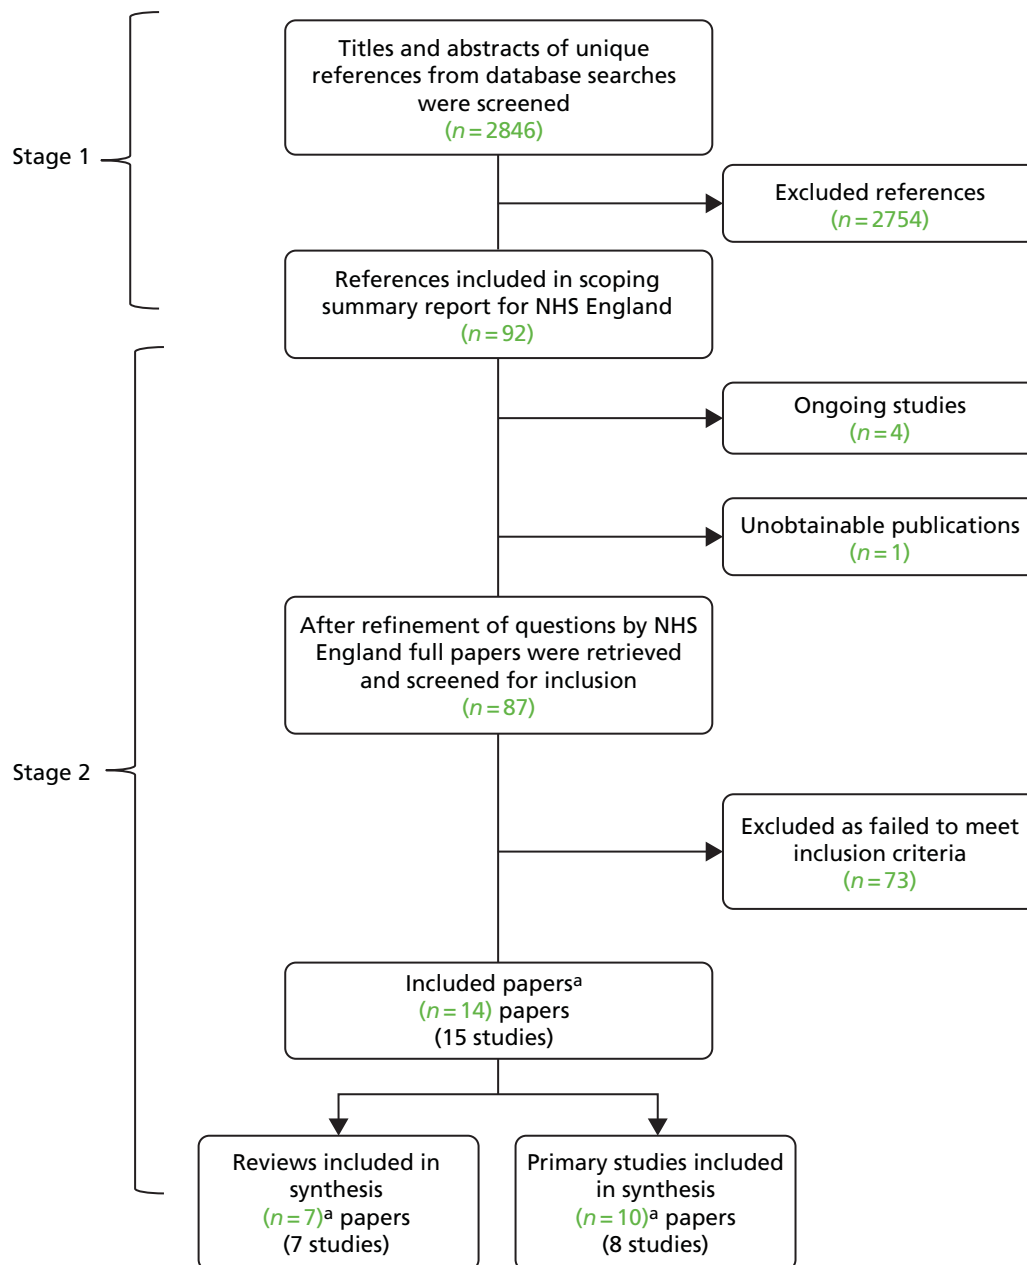 Titles and abstracts of unique
references from database searches
were screened
(n = 2846)
Stage 1
Excluded references
(n = 2754)
References included in scoping
summary report for NHS England
(n = 92)
Ongoing studies
(n = 4)
Unobtainable publications
(n = 1)
After refinement of questions by NHS
England full papers were retrieved
and screened for inclusion
(n = 87)
Stage 2
Excluded as failed to meet
inclusion criteria
(n = 73)
Included papersᵃ
(n = 14) papers
(15 studies)
Reviews included in
synthesis
(n = 7)ᵃ papers
(7 studies)
Primary studies included
in synthesis
(n = 10)ᵃ papers
(8 studies)